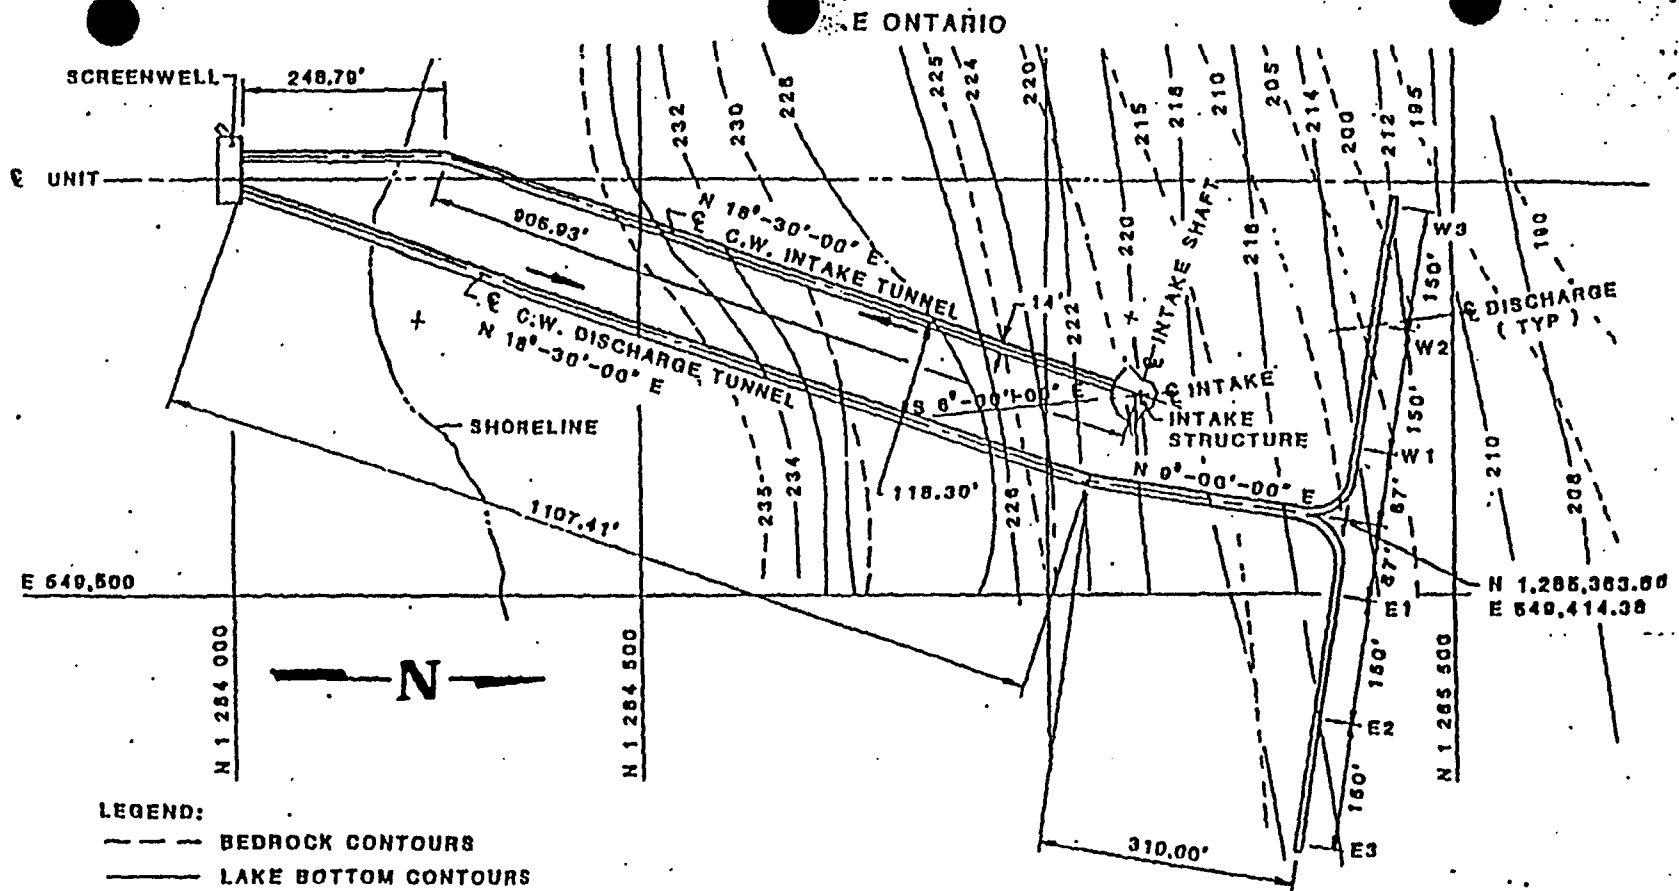 E ONTARIO
SCREENWELL
248.79'
℄ UNIT
905.93'
N 18°-30'-00" E
℄ C.W. INTAKE TUNNEL
℄ C.W. DISCHARGE TUNNEL
N 18°-30'-00" E
SHORELINE
1107.41'
118.30'
14'
S 6°-00'-00" E
N 9°-00'-00" E
℄ INTAKE SHAFT
℄ INTAKE
INTAKE
STRUCTURE
℄ DISCHARGE
( TYP )
232
230
228
225
224
220
215
218
210
205
214
200
212
195
190
220
216
222
226
235
234
210
208
W3
150'
W2
150'
W1
87'
87'
E1
150'
E2
150'
E3
310.00'
E 549,500
N 1,285,363.66
E 549,414.38
N 1 284 000
N 1 284 500
N 1 285 500
N
LEGEND:
BEDROCK CONTOURS
LAKE BOTTOM CONTOURS